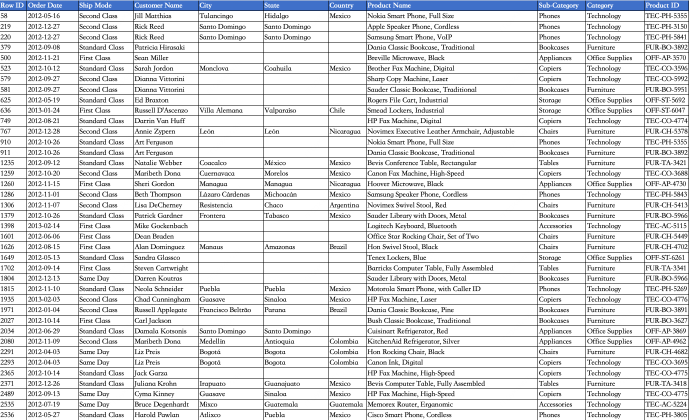 Row ID Order Date Ship Mode Customer Name City State Country Product Name Sub-Category Category Product ID
58 2012-05-16 Second Class Jill Matthias Tulancingo Hidalgo Mexico Nokia Smart Phone, Full Size Phones Technology TEC-PH-5355
219 2012-12-27 Second Class Rick Reed Santo Domingo Santo Domingo Apple Speaker Phone, Cordless Phones Technology TEC-PH-3150
220 2012-12-27 Second Class Rick Reed Santo Domingo Santo Domingo Samsung Smart Phone, VoIP Phones Technology TEC-PH-5841
379 2012-09-08 Standard Class Patricia Hirasaki Dania Classic Bookcase, Traditional Bookcases Furniture FUR-BO-3892
500 2012-11-21 First Class Sean Miller Breville Microwave, Black Appliances Office Supplies OFF-AP-3570
523 2012-10-12 Standard Class Sarah Jordon Monclova Coahuila Mexico Brother Fax Machine, Digital Copiers Technology TEC-CO-3596
579 2012-09-27 Second Class Dianna Vittorini Sharp Copy Machine, Laser Copiers Technology TEC-CO-5992
581 2012-09-27 Second Class Dianna Vittorini Sauder Classic Bookcase, Traditional Bookcases Furniture FUR-BO-5951
625 2012-05-19 Standard Class Ed Braxton Rogers File Cart, Industrial Storage Office Supplies OFF-ST-5692
636 2013-01-24 First Class Russell D'Ascenzo Villa Alemana Valparaíso Chile Smead Lockers, Industrial Storage Office Supplies OFF-ST-6047
749 2012-08-21 Standard Class Darrin Van Huff HP Fax Machine, Digital Copiers Technology TEC-CO-4774
767 2012-12-28 Second Class Annie Zypern León León Nicaragua Novimex Executive Leather Armchair, Adjustable Chairs Furniture FUR-CH-5378
910 2012-10-26 Second Class Art Ferguson Nokia Smart Phone, Full Size Phones Technology TEC-PH-5355
911 2012-10-26 Second Class Art Ferguson Dania Classic Bookcase, Traditional Bookcases Furniture FUR-BO-3892
1235 2012-09-12 Standard Class Natalie Webber Coacalco México Mexico Bevis Conference Table, Rectangular Tables Furniture FUR-TA-3421
1259 2012-10-20 Second Class Maribeth Dona Cuernavaca Morelos Mexico Canon Fax Machine, High-Speed Copiers Technology TEC-CO-3688
1260 2012-11-15 First Class Sheri Gordon Managua Managua Nicaragua Hoover Microwave, Black Appliances Office Supplies OFF-AP-4730
1286 2012-11-01 Second Class Beth Thompson Lázaro Cárdenas Michoacán Mexico Samsung Speaker Phone, Cordless Phones Technology TEC-PH-5843
1306 2012-11-07 Second Class Lisa DeCherney Resistencia Chaco Argentina Novimex Swivel Stool, Red Chairs Furniture FUR-CH-5413
1379 2012-10-26 Standard Class Patrick Gardner Frontera Tabasco Mexico Sauder Library with Doors, Metal Bookcases Furniture FUR-BO-5966
1398 2013-02-14 First Class Mike Gockenbach Logitech Keyboard, Bluetooth Accessories Technology TEC-AC-5115
1601 2012-06-06 First Class Dean Braden Office Star Rocking Chair, Set of Two Chairs Furniture FUR-CH-5449
1626 2012-08-15 First Class Alan Dominguez Manaus Amazonas Brazil Hon Swivel Stool, Black Chairs Furniture FUR-CH-4702
1649 2012-05-13 Standard Class Sandra Glassco Tenex Lockers, Blue Storage Office Supplies OFF-ST-6261
1702 2012-09-14 First Class Steven Cartwright Barricks Computer Table, Fully Assembled Tables Furniture FUR-TA-3341
1804 2012-12-13 Same Day Darren Koutras Sauder Library with Doors, Metal Bookcases Furniture FUR-BO-5966
1815 2012-11-10 Standard Class Neola Schneider Puebla Puebla Mexico Motorola Smart Phone, with Caller ID Phones Technology TEC-PH-5269
1935 2013-02-03 Second Class Chad Cunningham Guasave Sinaloa Mexico HP Fax Machine, Laser Copiers Technology TEC-CO-4776
1971 2012-01-04 Second Class Russell Applegate Francisco Beltrão Parana Brazil Dania Classic Bookcase, Pine Bookcases Furniture FUR-BO-3891
2027 2012-10-14 First Class Carl Jackson Bush Classic Bookcase, Traditional Bookcases Furniture FUR-BO-3627
2034 2012-06-29 Standard Class Damala Kotsonis Santo Domingo Santo Domingo Cuisinart Refrigerator, Red Appliances Office Supplies OFF-AP-3869
2080 2012-11-09 Second Class Maribeth Dona Medellín Antioquia Colombia KitchenAid Refrigerator, Silver Appliances Office Supplies OFF-AP-4962
2291 2012-04-03 Same Day Liz Preis Bogotá Bogotá Colombia Hon Rocking Chair, Black Chairs Furniture FUR-CH-4682
2293 2012-04-03 Same Day Liz Preis Bogotá Bogotá Colombia Canon Ink, Digital Copiers Technology TEC-CO-3695
2365 2012-10-14 Standard Class Jack Garza HP Fax Machine, High-Speed Copiers Technology TEC-CO-4775
2371 2012-12-26 Standard Class Juliana Krohn Irapuato Guanajuato Mexico Bevis Computer Table, Fully Assembled Tables Furniture FUR-TA-3418
2489 2012-09-13 Same Day Cyma Kinney Guasave Sinaloa Mexico HP Fax Machine, High-Speed Copiers Technology TEC-CO-4775
2535 2012-07-19 Same Day Bruce Degenhardt Mixco Guatemala Guatemala Memorex Router, Erganomic Accessories Technology TEC-AC-5224
2536 2012-05-27 Standard Class Harold Pawlan Atlixco Puebla Mexico Cisco Smart Phone, Cordless Phones Technology TEC-PH-3803